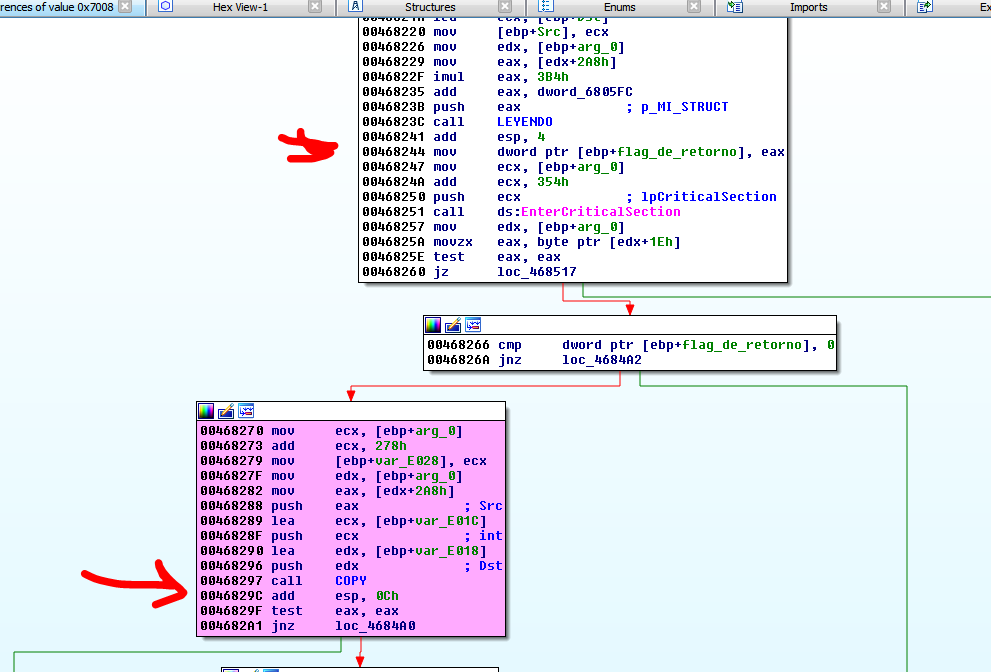 rences of value 0x7008 Hex View-1 Structures Enums Imports Ex
00468220 mov [ebp+Src], ecx
00468226 mov edx, [ebp+arg_0]
00468229 mov eax, [edx+2A8h]
0046822F imul eax, 3B4h
00468235 add eax, dword_6805FC
0046823B push eax ; p_MI_STRUCT
0046823C call LEYENDO
00468241 add esp, 4
00468244 mov dword ptr [ebp+flag_de_retorno], eax
00468247 mov ecx, [ebp+arg_0]
0046824A add ecx, 354h
00468250 push ecx ; lpCriticalSection
00468251 call ds:EnterCriticalSection
00468257 mov edx, [ebp+arg_0]
0046825A movzx eax, byte ptr [edx+1Eh]
0046825E test eax, eax
00468260 jz loc_468517
00468266 cmp dword ptr [ebp+flag_de_retorno], 0
0046826A jnz loc_4684A2
00468270 mov ecx, [ebp+arg_0]
00468273 add ecx, 278h
00468279 mov [ebp+var_E028], ecx
0046827F mov edx, [ebp+arg_0]
00468282 mov eax, [edx+2A8h]
00468288 push eax ; Src
00468289 lea ecx, [ebp+var_E01C]
0046828F push ecx ; int
00468290 lea edx, [ebp+var_E018]
00468296 push edx ; Dst
00468297 call COPY
0046829C add esp, 0Ch
0046829F test eax, eax
004682A1 jnz loc_4684A0